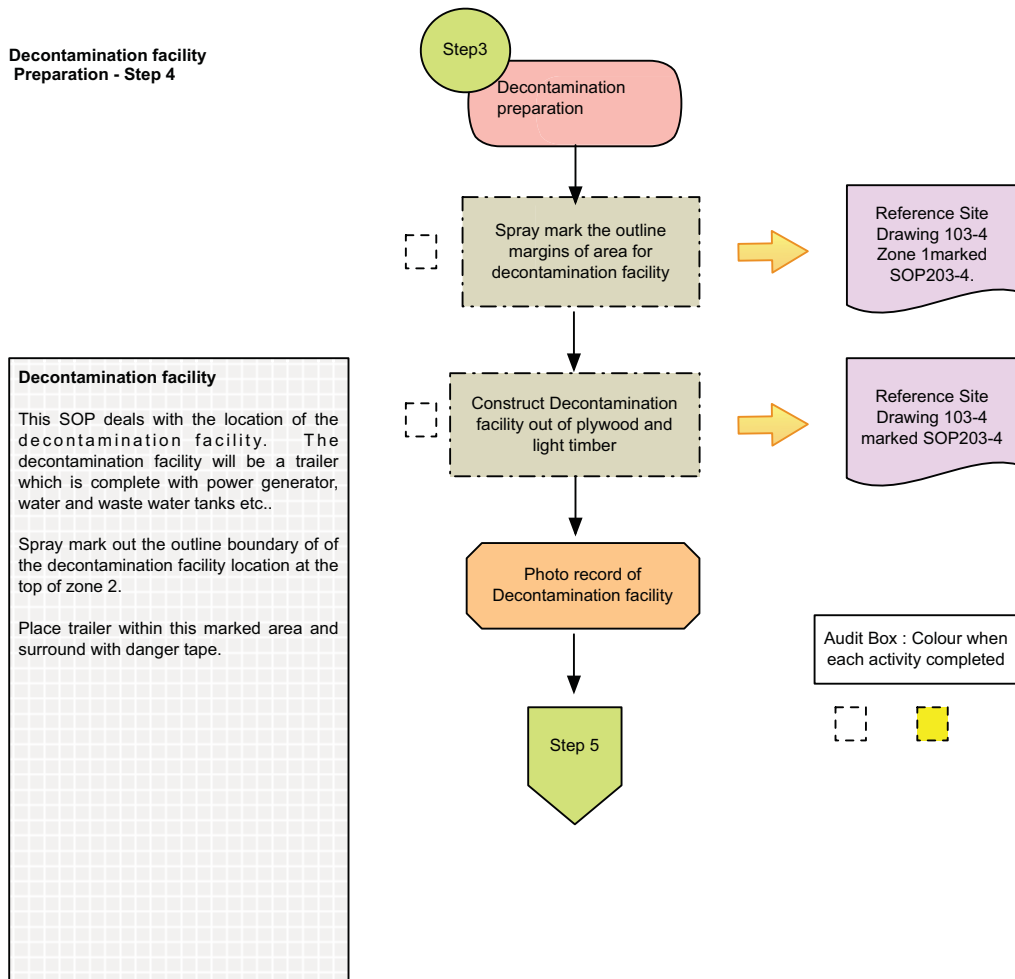 Decontamination facility
Preparation - Step 4
Step3
Decontamination
preparation
Spray mark the outline
margins of area for
decontamination facility
Reference Site
Drawing 103-4
Zone 1marked
SOP203-4.
Construct Decontamination
facility out of plywood and
light timber
Reference Site
Drawing 103-4
marked SOP203-4
Photo record of
Decontamination facility
Step 5
Decontamination facility
This SOP deals with the location of the
decontamination facility. The
decontamination facility will be a trailer
which is complete with power generator,
water and waste water tanks etc..
Spray mark out the outline boundary of of
the decontamination facility location at the
top of zone 2.
Place trailer within this marked area and
surround with danger tape.
Audit Box : Colour when
each activity completed